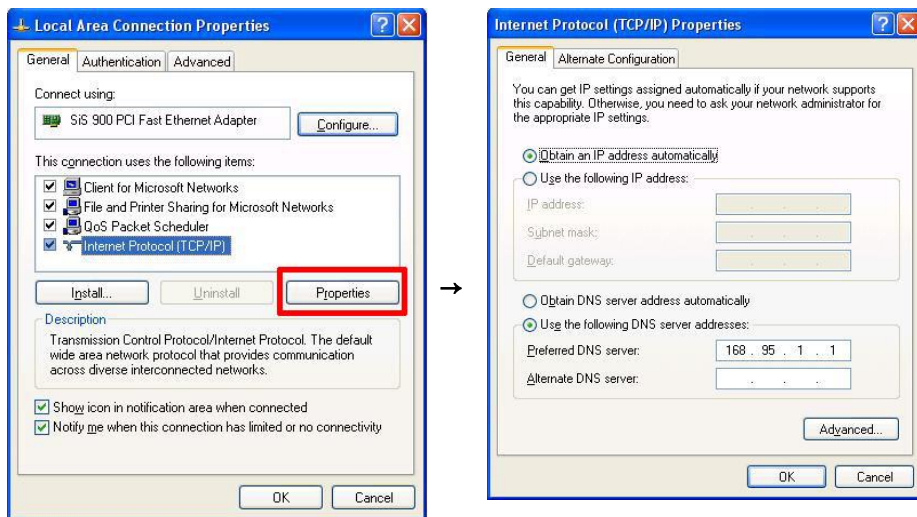 Local Area Connection Properties
General Authentication Advanced
Connect using:
SiS 900 PCI Fast Ethernet Adapter
Configure...
This connection uses the following items:
Client for Microsoft Networks
File and Printer Sharing for Microsoft Networks
QoS Packet Scheduler
Internet Protocol (TCP/IP)
Install... Uninstall Properties
Description
Transmission Control Protocol/Internet Protocol. The default
wide area network protocol that provides communication
across diverse interconnected networks.
Show icon in notification area when connected
Notify me when this connection has limited or no connectivity
OK Cancel
→
Internet Protocol (TCP/IP) Properties
General Alternate Configuration
You can get IP settings assigned automatically if your network supports
this capability. Otherwise, you need to ask your network administrator for
the appropriate IP settings.
Obtain an IP address automatically
Use the following IP address:
IP address:
Subnet mask:
Default gateway:
Obtain DNS server address automatically
Use the following DNS server addresses:
Preferred DNS server: 168 . 95 . 1 . 1
Alternate DNS server: . . .
Advanced...
OK Cancel